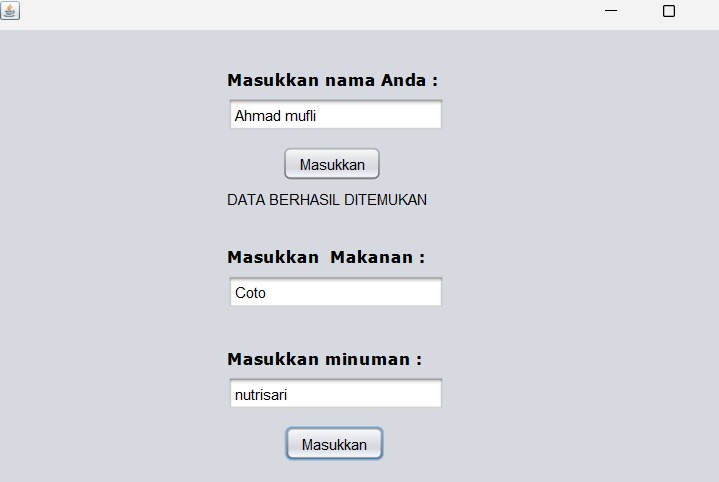 Masukkan nama Anda :
Ahmad mufli
Masukkan
DATA BERHASIL DITEMUKAN
Masukkan  Makanan :
Coto
Masukkan minuman :
nutrisari
Masukkan